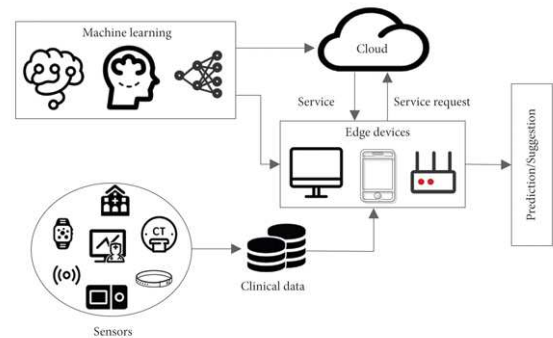 Machine learning
Cloud
Service
Service request
Edge devices
Prediction/Suggestion
CT
Clinical data
Sensors